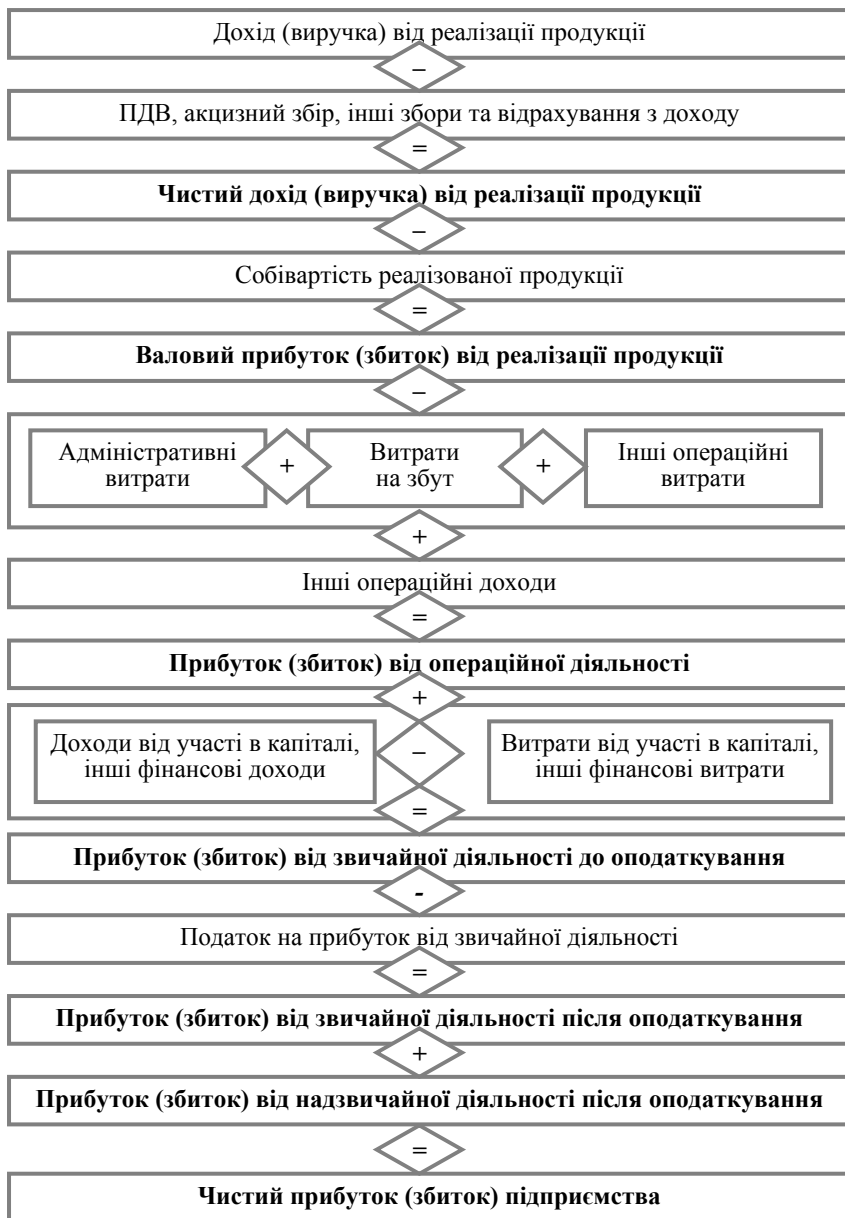 Дохід (виручка) від реалізації продукції
–
ПДВ, акцизний збір, інші збори та відрахування з доходу
=
Чистий дохід (виручка) від реалізації продукції
–
Собівартість реалізованої продукції
=
Валовий прибуток (збиток) від реалізації продукції
–
Адміністративні
витрати
+
Витрати
на збут
+
Інші операційні
витрати
+
Інші операційні доходи
=
Прибуток (збиток) від операційної діяльності
+
Доходи від участі в капіталі,
інші фінансові доходи
–
Витрати від участі в капіталі,
інші фінансові витрати
=
Прибуток (збиток) від звичайної діяльності до оподаткування
-
Податок на прибуток від звичайної діяльності
=
Прибуток (збиток) від звичайної діяльності після оподаткування
+
Прибуток (збиток) від надзвичайної діяльності після оподаткування
=
Чистий прибуток (збиток) підприємства